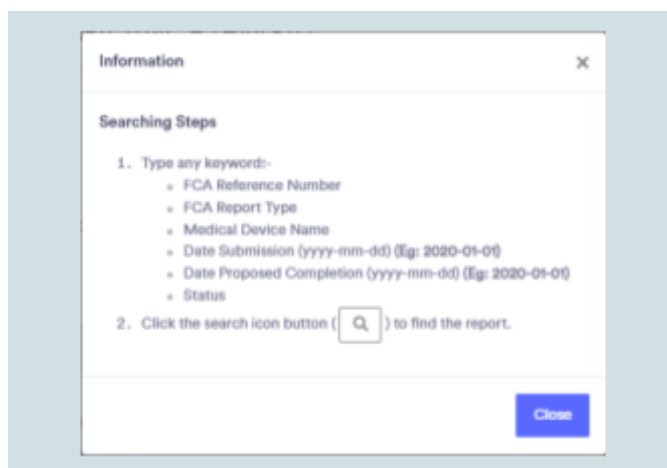 Information
Searching Steps
1. Type any keyword:-
FCA Reference Number
FCA Report Type
Medical Device Name
Date Submission (yyyy-mm-dd) (Eg: 2020-01-01)
Date Proposed Completion (yyyy-mm-dd) (Eg: 2020-01-01)
Status
2. Click the search icon button ( ) to find the report.
Close